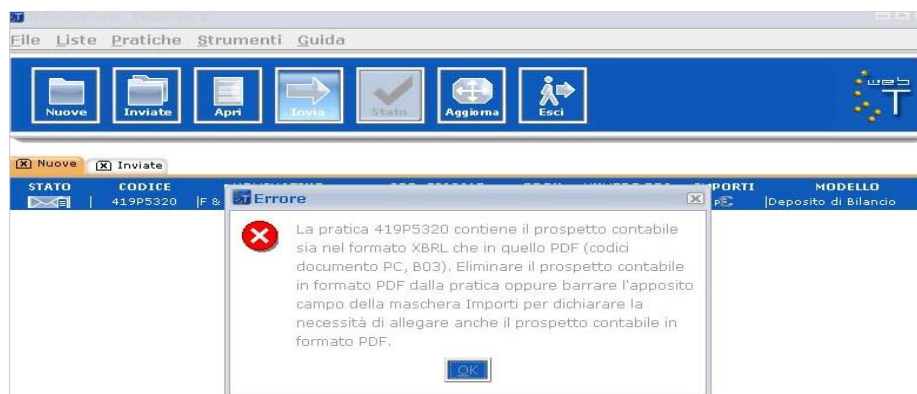 File Liste Pratiche Strumenti Guida
Nuove Inviate Apri Invia Stato Aggiorna Esci
web
T
Nuove Inviate
STATO CODICE MODELLO
419P5320 F & Deposito di Bilancio
Errore
La pratica 419P5320 contiene il prospetto contabile
sia nel formato XBRL che in quello PDF (codici
documento PC, B03). Eliminare il prospetto contabile
in formato PDF dalla pratica oppure barrare l'apposito
campo della maschera Importi per dichiarare la
necessità di allegare anche il prospetto contabile in
formato PDF.
OK